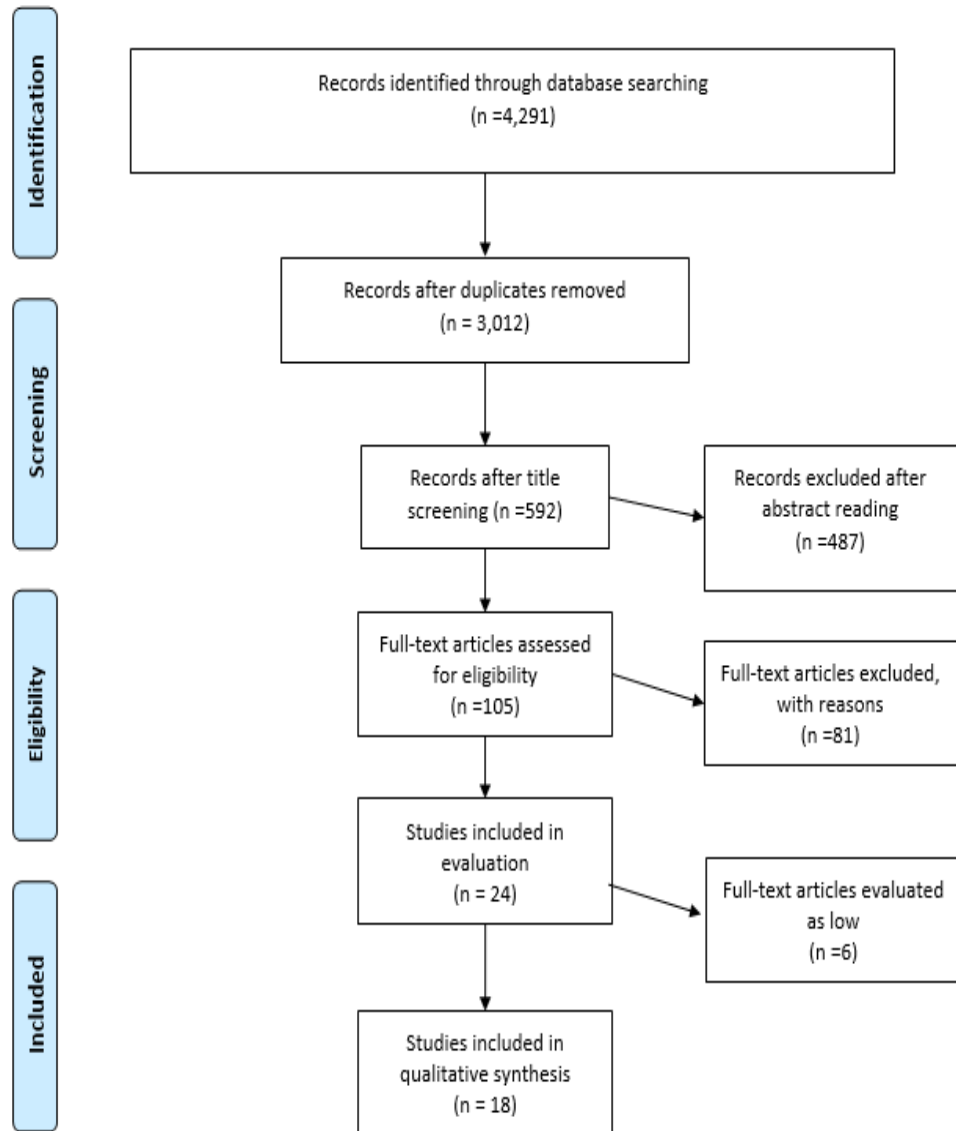 Identification
Records identified through database searching
(n =4,291)
Records after duplicates removed
(n = 3,012)
Screening
Records after title
screening (n =592)
Records excluded after
abstract reading
(n =487)
Eligibility
Full-text articles assessed
for eligibility
(n =105)
Full-text articles excluded,
with reasons
(n =81)
Studies included in
evaluation
(n = 24)
Full-text articles evaluated
as low
(n =6)
Included
Studies included in
qualitative synthesis
(n = 18)